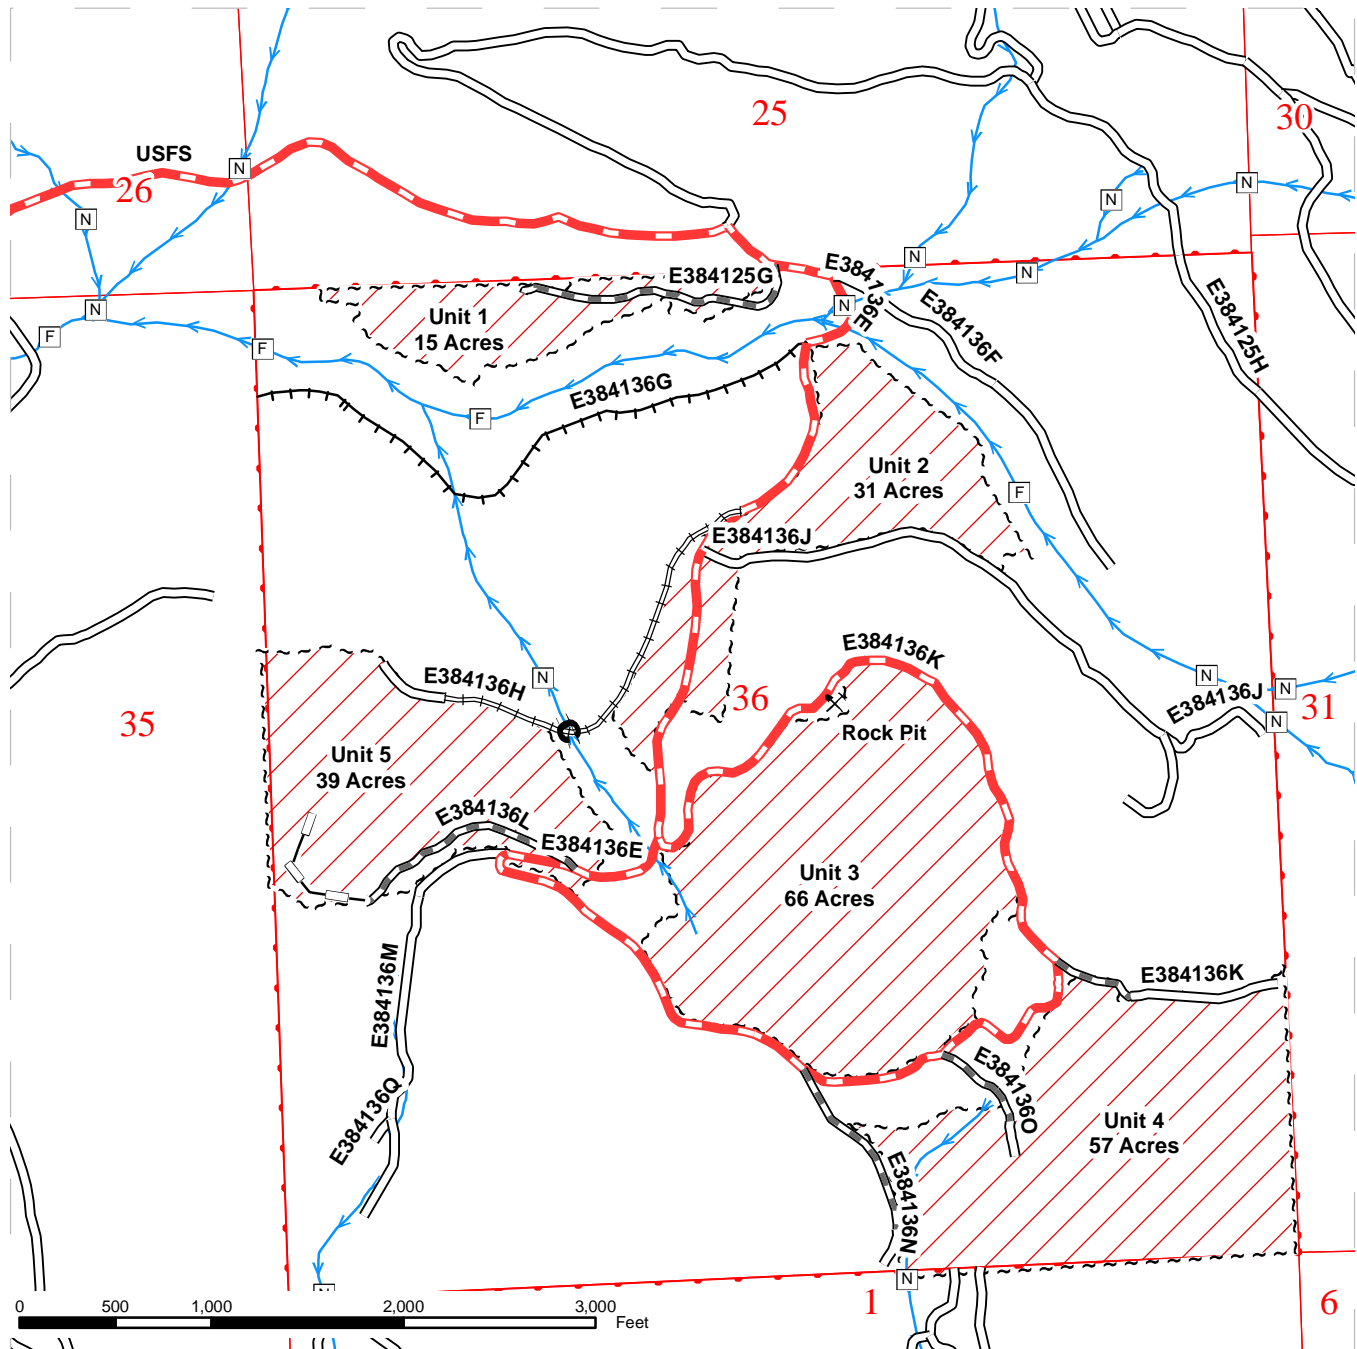 25
30
USFS
26
N
N
N
N
N
N
E384125G
E384136E
E384136F
E384125H
N
N
F
F
Unit 1
15 Acres
E384136G
F
Unit 2
31 Acres
F
E384136J
E384136H
N
E384136K
N
N
E384136J
N
31
35
36
Rock Pit
Unit 5
39 Acres
E384136L
E384136E
Unit 3
66 Acres
E384136M
E384136K
E384136Q
E384136O
Unit 4
57 Acres
E384136N
N
N
1
6
0 500 1,000 2,000 3,000
Feet